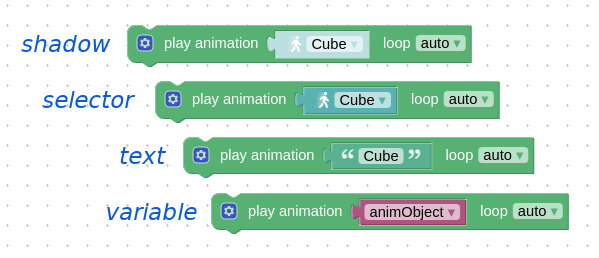 shadow play animation Cube loop auto
selector play animation Cube loop auto
text play animation “ Cube ” loop auto
variable play animation animObject loop auto